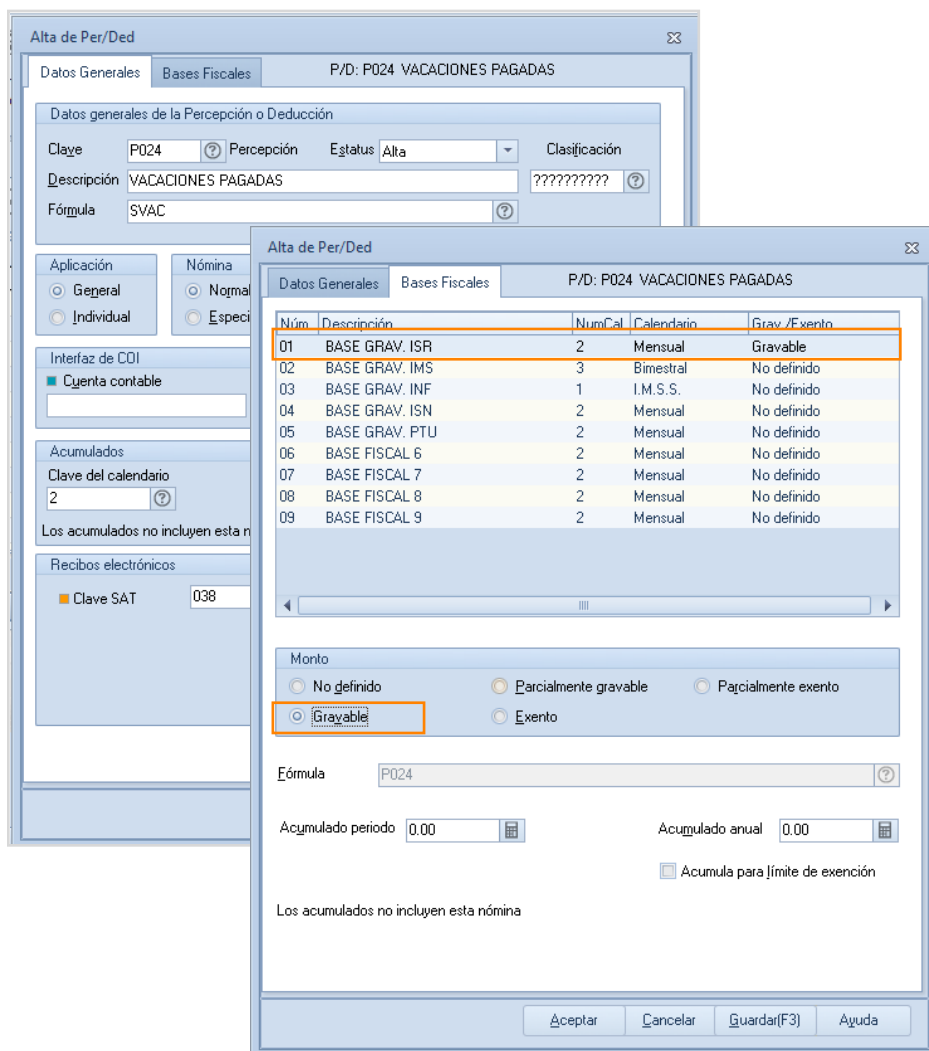 Alta de Per/Ded
Datos Generales Bases Fiscales P/D: P024 VACACIONES PAGADAS
Datos generales de la Percepción o Deducción
Clave P024 Percepción Estatus Alta Clasificación
Descripción VACACIONES PAGADAS ??????????
Fórmula SVAC
Aplicación Nómina
General Normal
Individual Especi
Interfaz de COI
Cuenta contable
Acumulados
Clave del calendario
2
Los acumulados no incluyen esta n
Recibos electrónicos
Clave SAT 038
Alta de Per/Ded
Datos Generales Bases Fiscales P/D: P024 VACACIONES PAGADAS
Núm Descripción NumCal Calendario Grav./Exento
01 BASE GRAV. ISR 2 Mensual Gravable
02 BASE GRAV. IMS 3 Bimestral No definido
03 BASE GRAV. INF 1 I.M.S.S. No definido
04 BASE GRAV. ISN 2 Mensual No definido
05 BASE GRAV. PTU 2 Mensual No definido
06 BASE FISCAL 6 2 Mensual No definido
07 BASE FISCAL 7 2 Mensual No definido
08 BASE FISCAL 8 2 Mensual No definido
09 BASE FISCAL 9 2 Mensual No definido
Monto
No definido Parcialmente gravable Parcialmente exento
Gravable Exento
Fórmula P024
Acumulado periodo 0.00 Acumulado anual 0.00
Acumula para límite de exención
Los acumulados no incluyen esta nómina
Aceptar Cancelar Guardar(F3) Ayuda